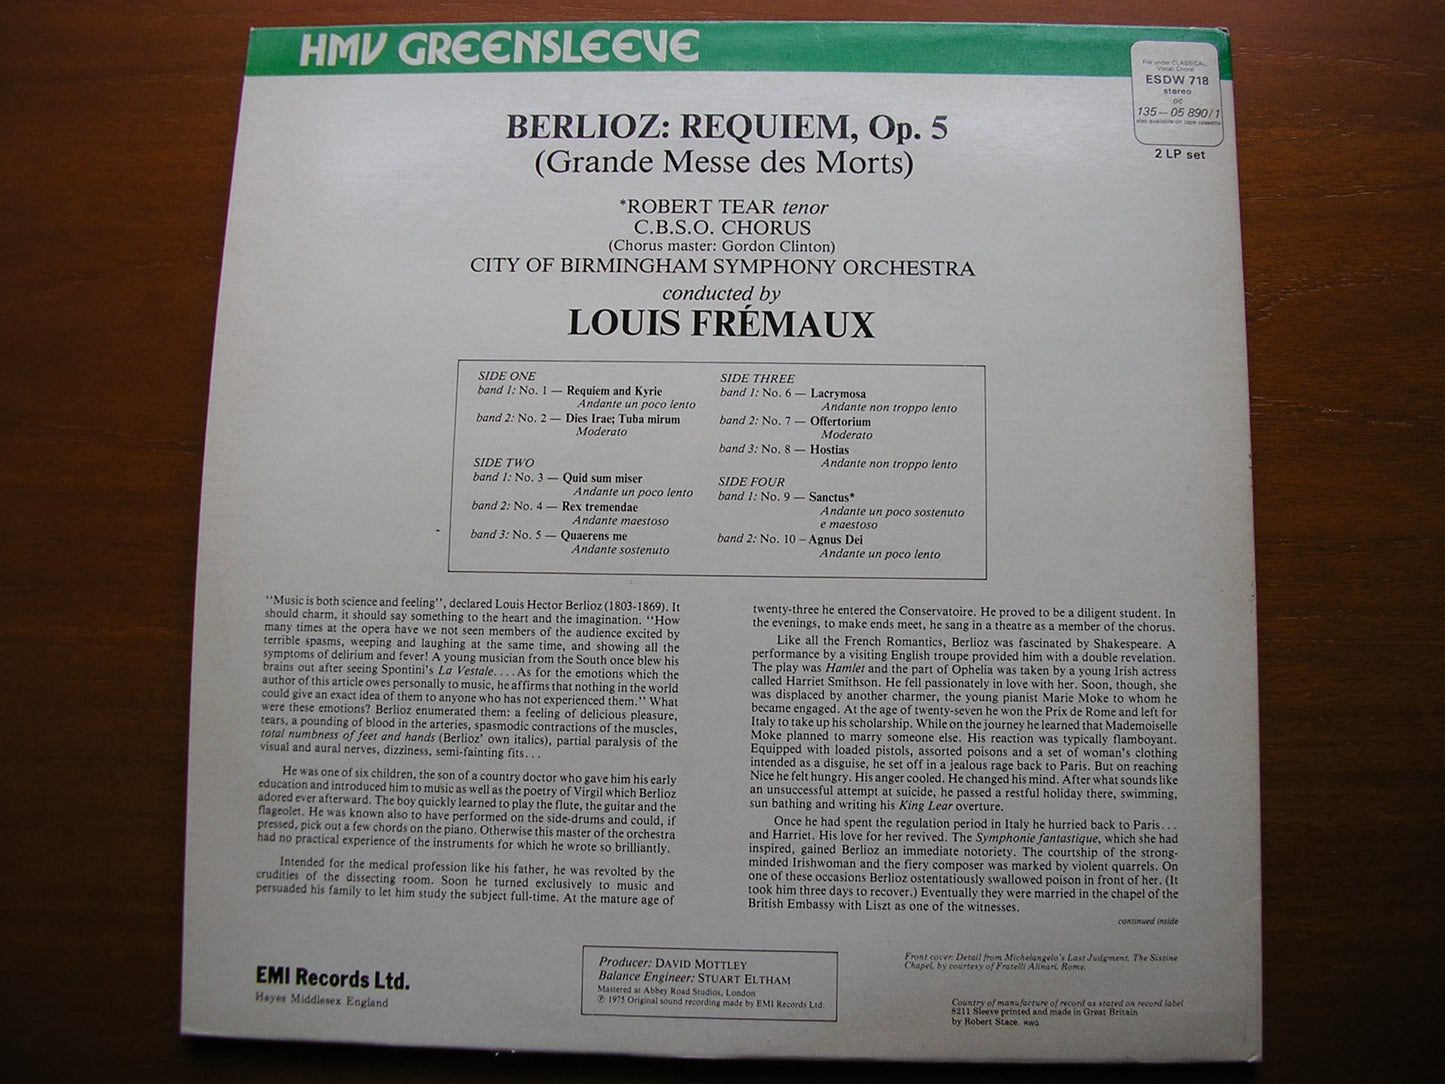 HMV GREENSLEEVE
File under CLASSICAL:
Vocal; Choral
ESDW 718
stereo
OC
135—05 890/1
also available on tape cassette
2 LP set
BERLIOZ: REQUIEM, Op. 5
(Grande Messe des Morts)
*ROBERT TEAR tenor
C.B.S.O. CHORUS
(Chorus master: Gordon Clinton)
CITY OF BIRMINGHAM SYMPHONY ORCHESTRA
conducted by
LOUIS FRÉMAUX
SIDE ONE
band 1: No. 1 — Requiem and Kyrie
Andante un poco lento
band 2: No. 2 — Dies Irae; Tuba mirum
Moderato
SIDE TWO
band 1: No. 3 — Quid sum miser
Andante un poco lento
band 2: No. 4 — Rex tremendae
Andante maestoso
band 3: No. 5 — Quaerens me
Andante sostenuto
SIDE THREE
band 1: No. 6 — Lacrymosa
Andante non troppo lento
band 2: No. 7 — Offertorium
Moderato
band 3: No. 8 — Hostias
Andante non troppo lento
SIDE FOUR
band 1: No. 9 — Sanctus*
Andante un poco sostenuto
e maestoso
band 2: No. 10 – Agnus Dei
Andante un poco lento
"Music is both science and feeling", declared Louis Hector Berlioz (1803-1869). It
should charm, it should say something to the heart and the imagination. "How
many times at the opera have we not seen members of the audience excited by
terrible spasms, weeping and laughing at the same time, and showing all the
symptoms of delirium and fever! A young musician from the South once blew his
brains out after seeing Spontini's La Vestale. . . . As for the emotions which the
author of this article owes personally to music, he affirms that nothing in the world
could give an exact idea of them to anyone who has not experienced them." What
were these emotions? Berlioz enumerated them: a feeling of delicious pleasure,
tears, a pounding of blood in the arteries, spasmodic contractions of the muscles,
total numbness of feet and hands (Berlioz' own italics), partial paralysis of the
visual and aural nerves, dizziness, semi-fainting fits . . .
He was one of six children, the son of a country doctor who gave him his early
education and introduced him to music as well as the poetry of Virgil which Berlioz
adored ever afterward. The boy quickly learned to play the flute, the guitar and the
flageolet. He was known also to have performed on the side-drums and could, if
pressed, pick out a few chords on the piano. Otherwise this master of the orchestra
had no practical experience of the instruments for which he wrote so brilliantly.
Intended for the medical profession like his father, he was revolted by the
crudities of the dissecting room. Soon he turned exclusively to music and
persuaded his family to let him study the subject full-time. At the mature age of
twenty-three he entered the Conservatoire. He proved to be a diligent student. In
the evenings, to make ends meet, he sang in a theatre as a member of the chorus.
Like all the French Romantics, Berlioz was fascinated by Shakespeare. A
performance by a visiting English troupe provided him with a double revelation.
The play was Hamlet and the part of Ophelia was taken by a young Irish actress
called Harriet Smithson. He fell passionately in love with her. Soon, though, she
was displaced by another charmer, the young pianist Marie Moke to whom he
became engaged. At the age of twenty-seven he won the Prix de Rome and left for
Italy to take up his scholarship. While on the journey he learned that Mademoiselle
Moke planned to marry someone else. His reaction was typically flamboyant.
Equipped with loaded pistols, assorted poisons and a set of woman's clothing
intended as a disguise, he set off in a jealous rage back to Paris. But on reaching
Nice he felt hungry. His anger cooled. He changed his mind. After what sounds like
an unsuccessful attempt at suicide, he passed a restful holiday there, swimming,
sun bathing and writing his King Lear overture.
Once he had spent the regulation period in Italy he hurried back to Paris . . .
and Harriet. His love for her revived. The Symphonie fantastique, which she had
inspired, gained Berlioz an immediate notoriety. The courtship of the strong-
minded Irishwoman and the fiery composer was marked by violent quarrels. On
one of these occasions Berlioz ostentatiously swallowed poison in front of her. (It
took him three days to recover.) Eventually they were married in the chapel of the
British Embassy with Liszt as one of the witnesses.
continued inside
EMI Records Ltd.
Hayes Middlesex England
Producer: DAVID MOTTLEY
Balance Engineer: STUART ELTHAM
Mastered at Abbey Road Studios, London
℗ 1975 Original sound recording made by EMI Records Ltd.
Front cover: Detail from Michelangelo's Last Judgment, The Sistine
Chapel, by courtesy of Fratelli Alinari, Rome.
Country of manufacture of record as stated on record label
8211 Sleeve printed and made in Great Britain
by Robert Stace. RWG